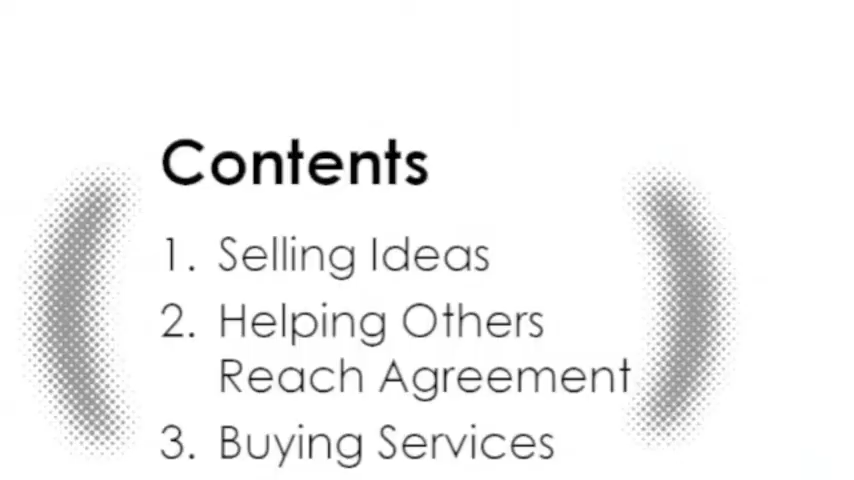 Contents
1. Selling Ideas
2. Helping Others
Reach Agreement
3. Buying Services